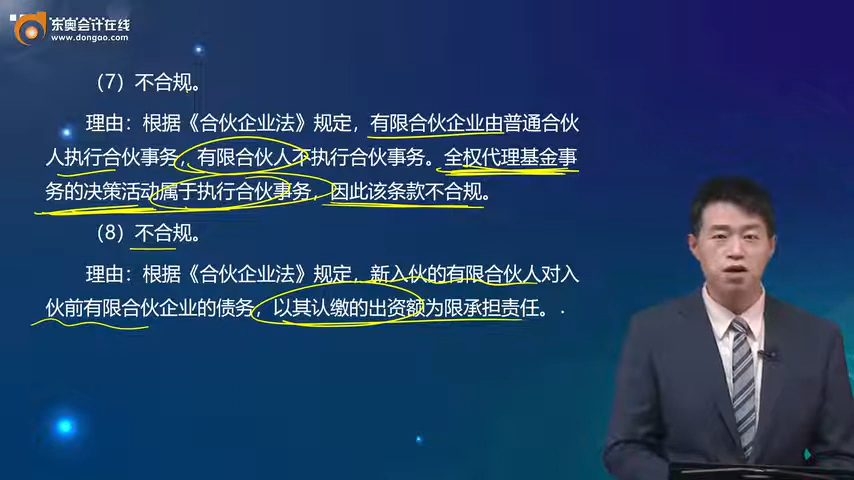 东奥会计在线
www.dongao.com
（7）不合规。
理由：根据《合伙企业法》规定，有限合伙企业由普通合伙
人执行合伙事务，有限合伙人不执行合伙事务。全权代理基金事
务的决策活动属于执行合伙事务，因此该条款不合规。
（8）不合规。
理由：根据《合伙企业法》规定，新入伙的有限合伙人对入
伙前有限合伙企业的债务，以其认缴的出资额为限承担责任。